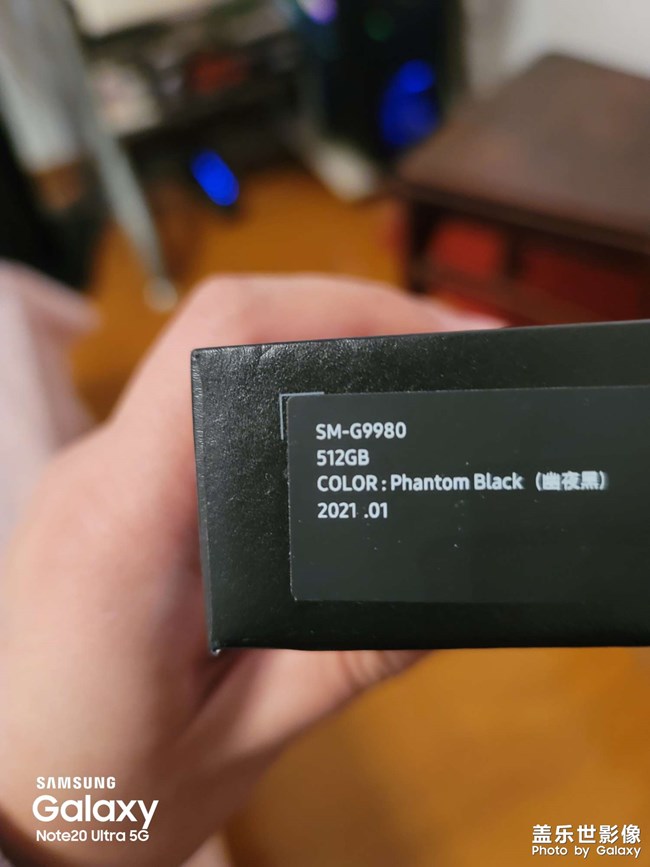 SM-G9980
512GB
COLOR : Phantom Black (幽夜黑)
2021 .01
SAMSUNG
Galaxy
Note20 Ultra 5G
盖乐世影像
Photo by Galaxy